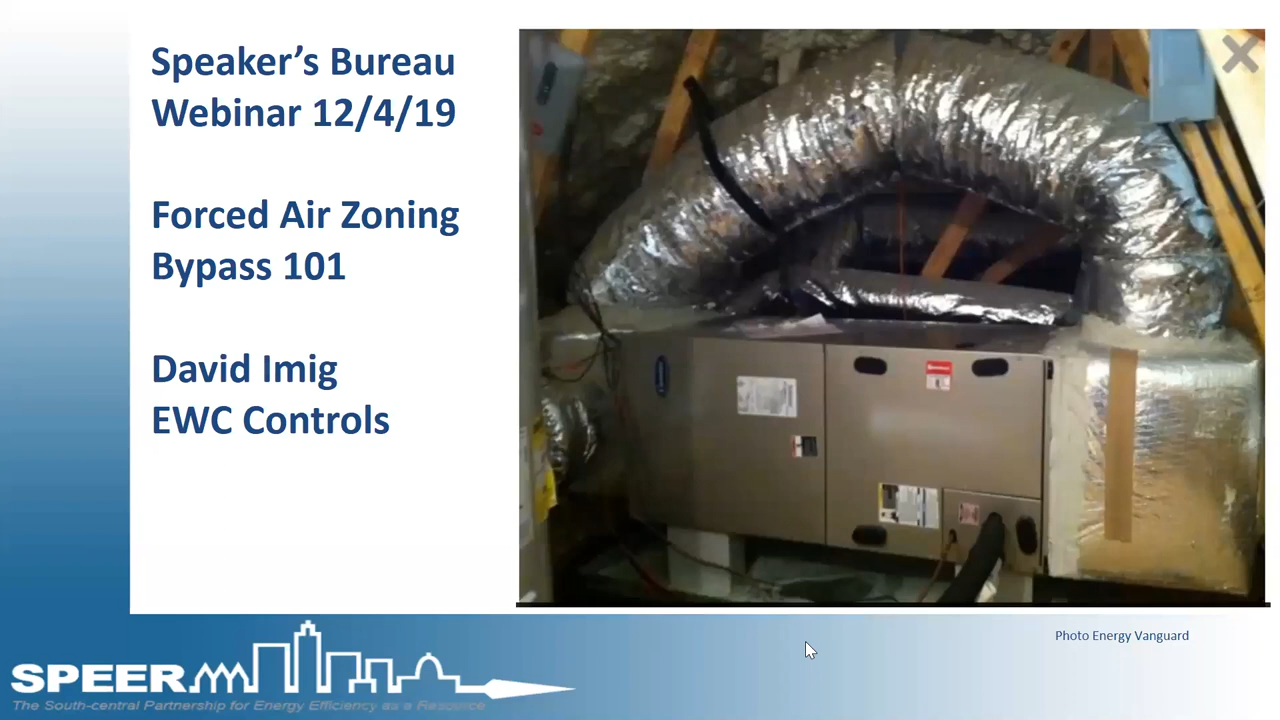 Speaker's Bureau
Webinar 12/4/19
Forced Air Zoning
Bypass 101
David Imig
EWC Controls
Photo Energy Vanguard
SPEER
The South-central Partnership for Energy Efficiency as a Resource